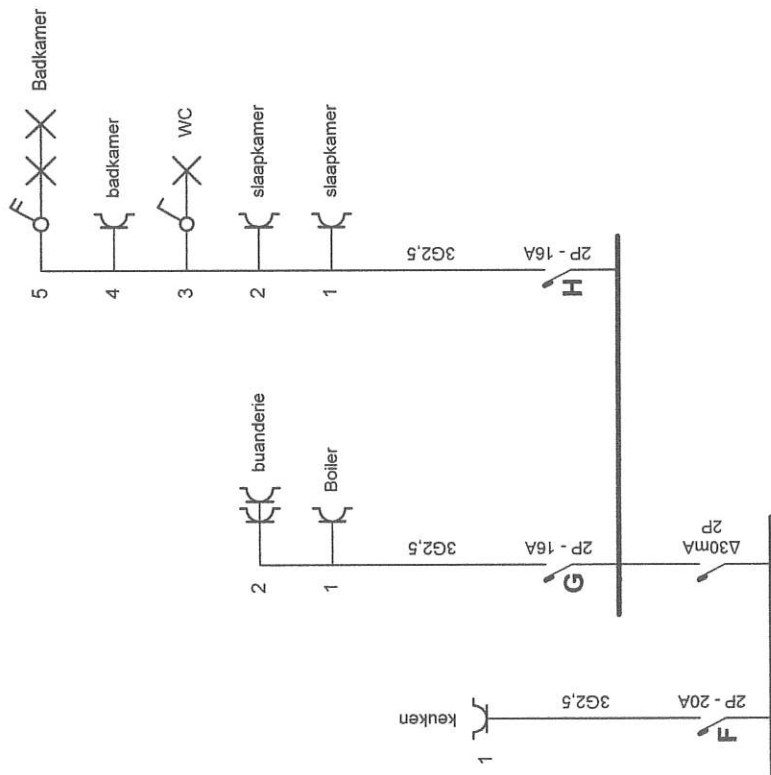 5
Badkamer
4
badkamer
3
WC
2
slaapkamer
1
slaapkamer
3G2,5
2P - 16A
H
2
buanderie
1
Boiler
3G2,5
2P - 16A
G
Δ30mA
2P
keuken
1
3G2,5
2P - 20A
F